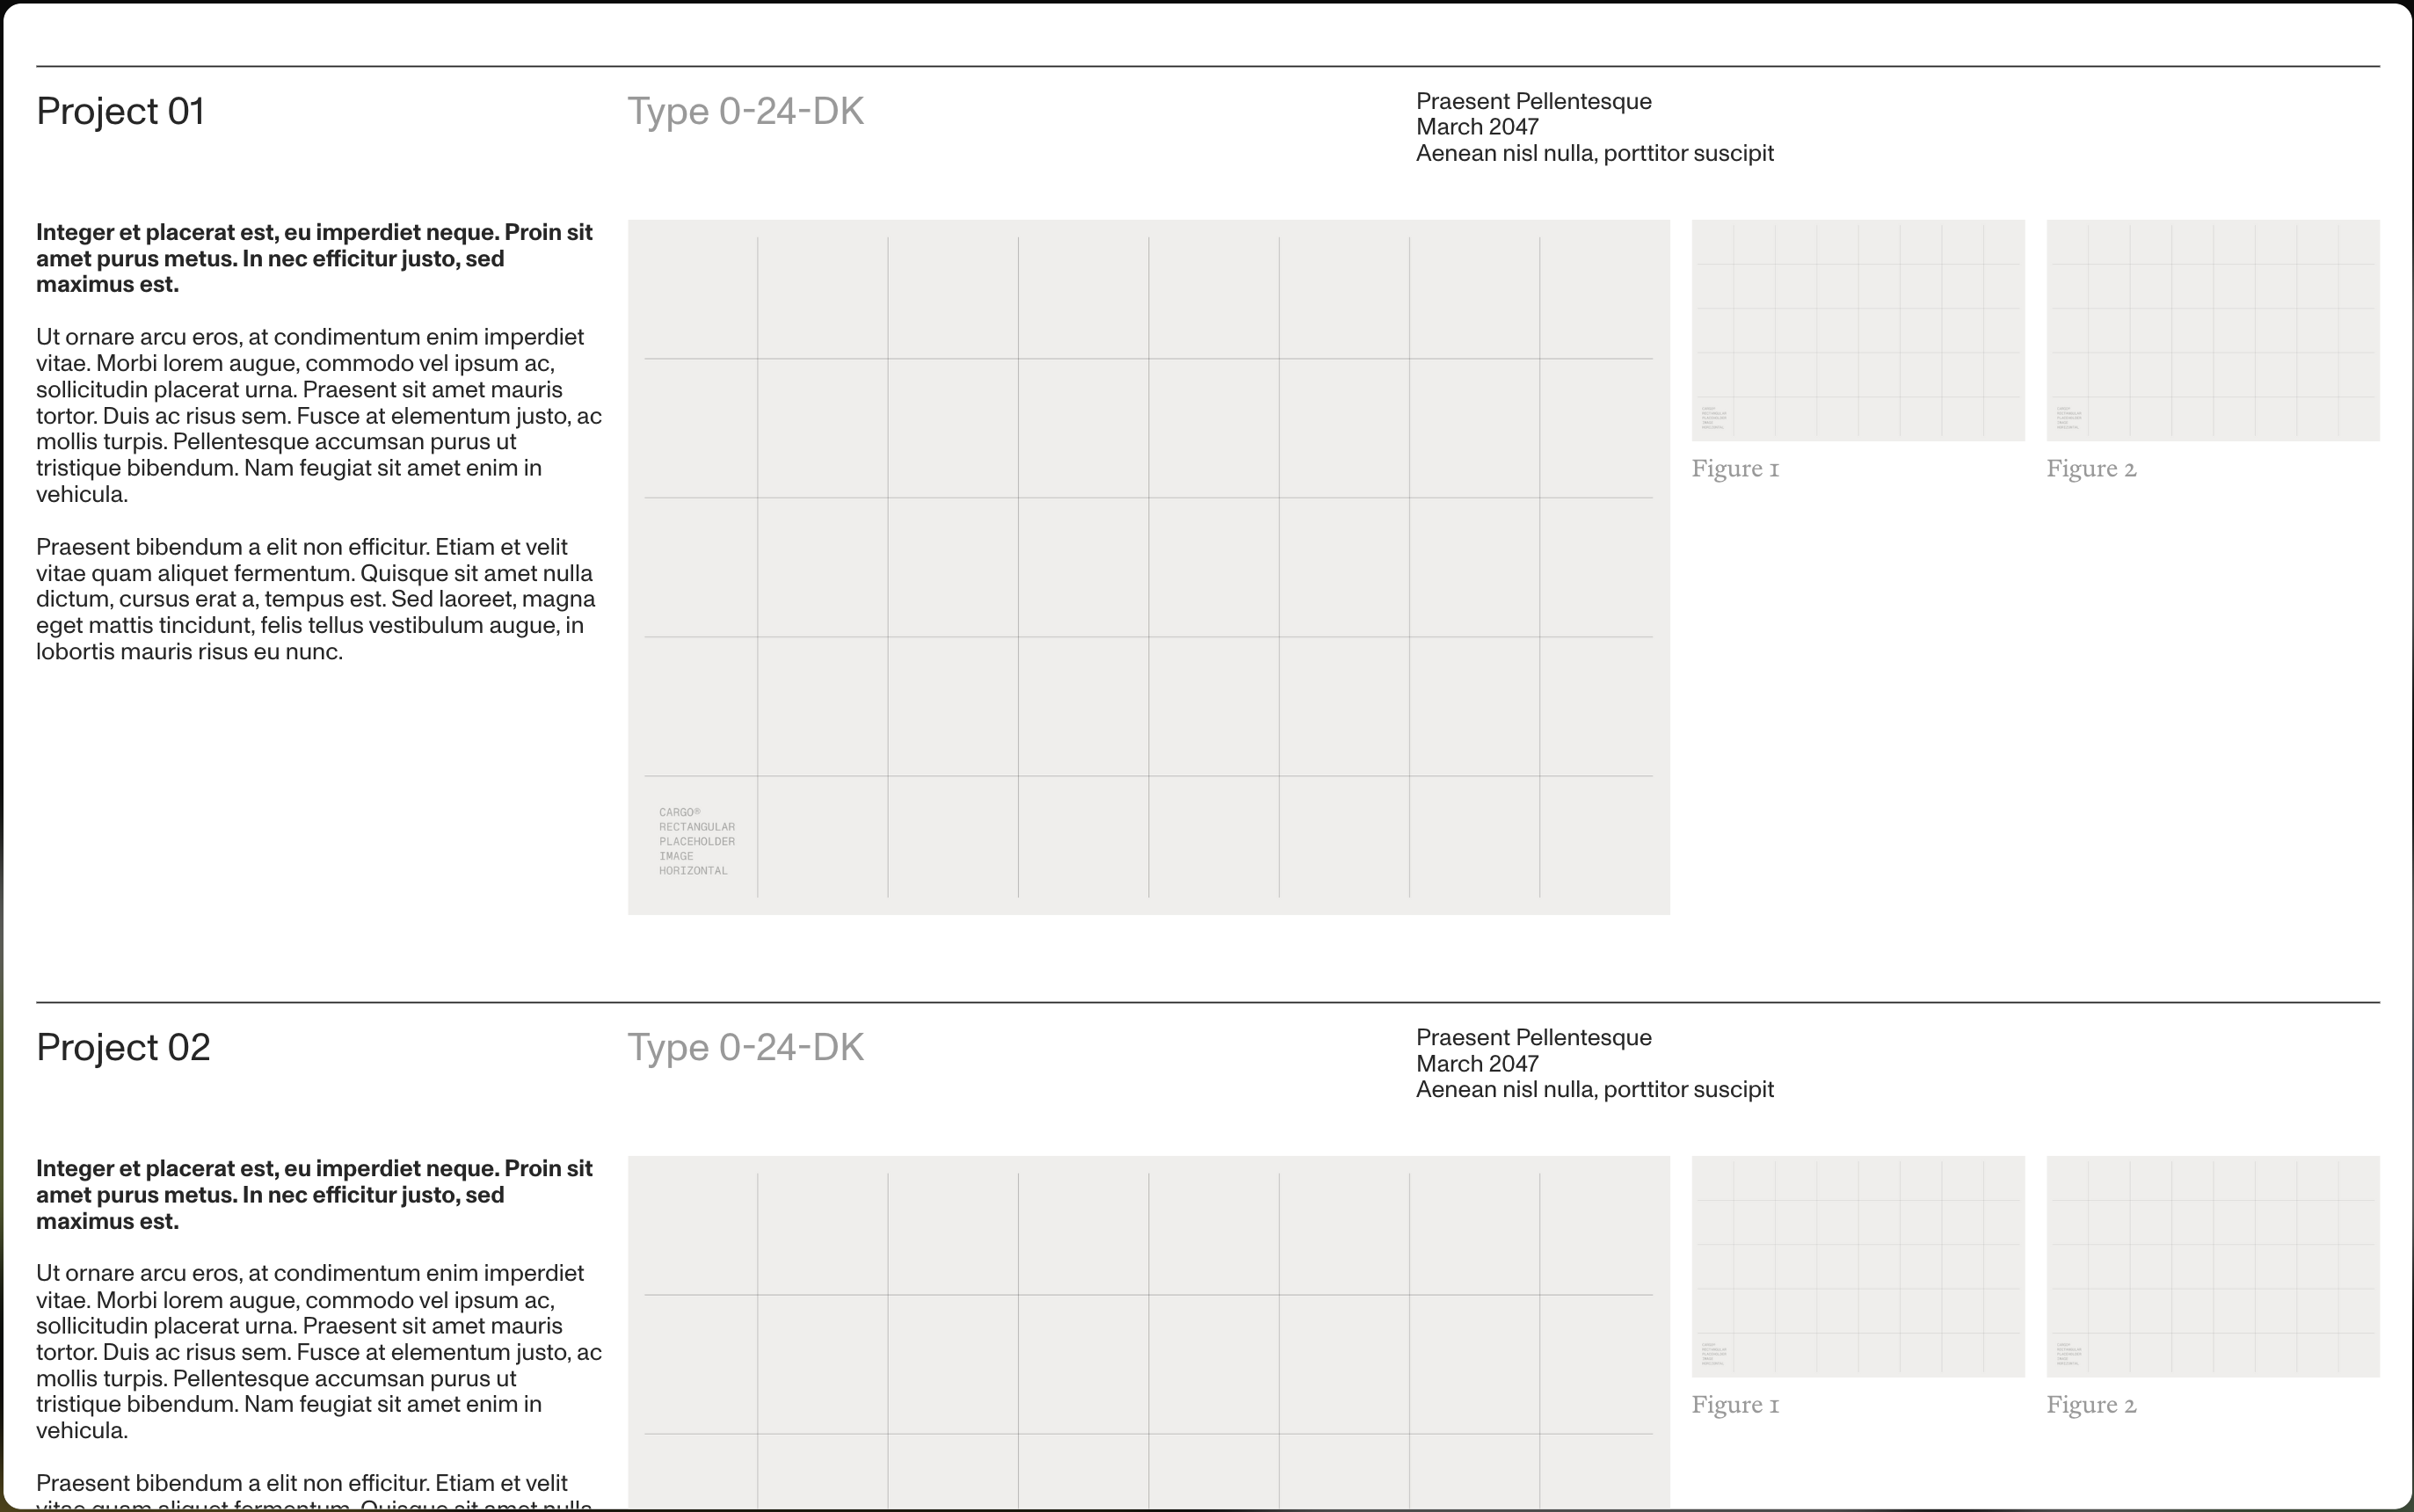 Project 01
Type 0-24-DK
Praesent Pellentesque
March 2047
Aenean nisl nulla, porttitor suscipit
Integer et placerat est, eu imperdiet neque. Proin sit
amet purus metus. In nec efficitur justo, sed
maximus est.
Ut ornare arcu eros, at condimentum enim imperdiet
vitae. Morbi lorem augue, commodo vel ipsum ac,
sollicitudin placerat urna. Praesent sit amet mauris
tortor. Duis ac risus sem. Fusce at elementum justo, ac
mollis turpis. Pellentesque accumsan purus ut
tristique bibendum. Nam feugiat sit amet enim in
vehicula.
Praesent bibendum a elit non efficitur. Etiam et velit
vitae quam aliquet fermentum. Quisque sit amet nulla
dictum, cursus erat a, tempus est. Sed laoreet, magna
eget mattis tincidunt, felis tellus vestibulum augue, in
lobortis mauris risus eu nunc.
CARGO®
RECTANGULAR
PLACEHOLDER
IMAGE
HORIZONTAL
Figure 1
Figure 2
Project 02
Type 0-24-DK
Praesent Pellentesque
March 2047
Aenean nisl nulla, porttitor suscipit
Integer et placerat est, eu imperdiet neque. Proin sit
amet purus metus. In nec efficitur justo, sed
maximus est.
Ut ornare arcu eros, at condimentum enim imperdiet
vitae. Morbi lorem augue, commodo vel ipsum ac,
sollicitudin placerat urna. Praesent sit amet mauris
tortor. Duis ac risus sem. Fusce at elementum justo, ac
mollis turpis. Pellentesque accumsan purus ut
tristique bibendum. Nam feugiat sit amet enim in
vehicula.
Praesent bibendum a elit non efficitur. Etiam et velit
vitae quam aliquet fermentum. Quisque sit amet nulla
Figure 1
Figure 2